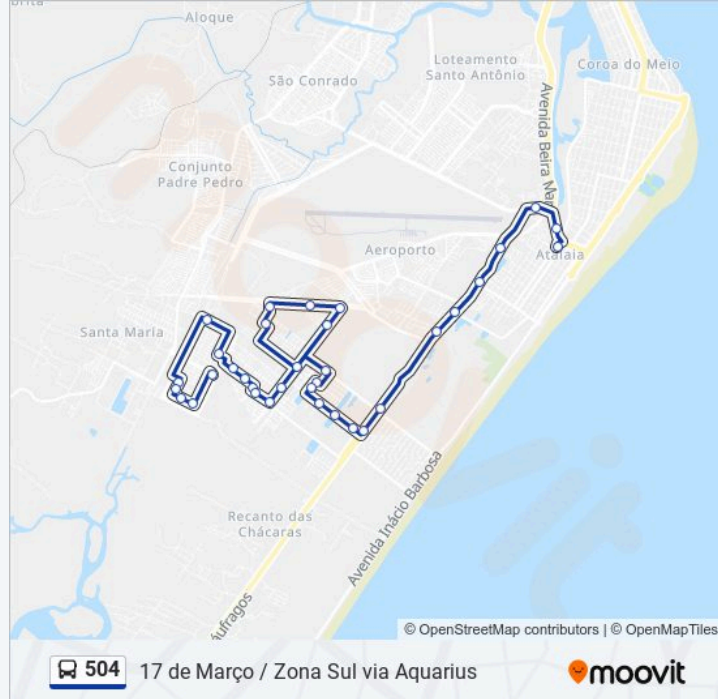 Aloque
Loteamento
Santo Antônio
Coroa do Meio
São Conrado
Avenida Beira Mar
Conjunto
Padre Pedro
Aeroporto
Atalaia
Santa Maria
Avenida Inácio Barbosa
Recanto das
Chácaras
áufragos
© OpenStreetMap contributors | © OpenMapTiles
504 17 de Março / Zona Sul via Aquarius
moovit